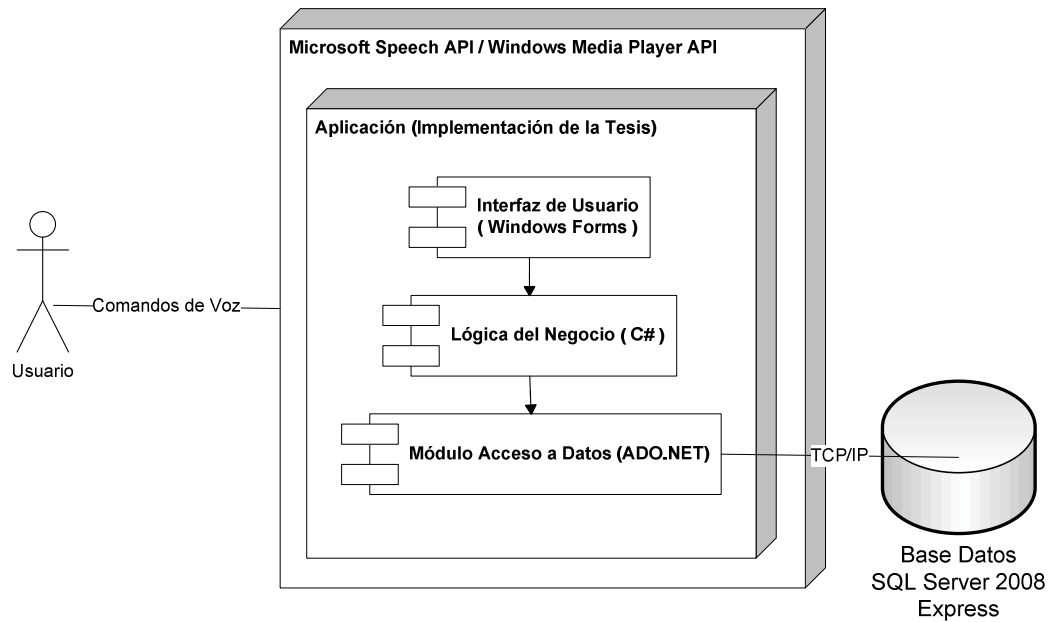 Microsoft Speech API / Windows Media Player API
Aplicación (Implementación de la Tesis)
Interfaz de Usuario
( Windows Forms )
Comandos de Voz
Usuario
Lógica del Negocio ( C# )
Módulo Acceso a Datos (ADO.NET)
TCP/IP
Base Datos
SQL Server 2008
Express